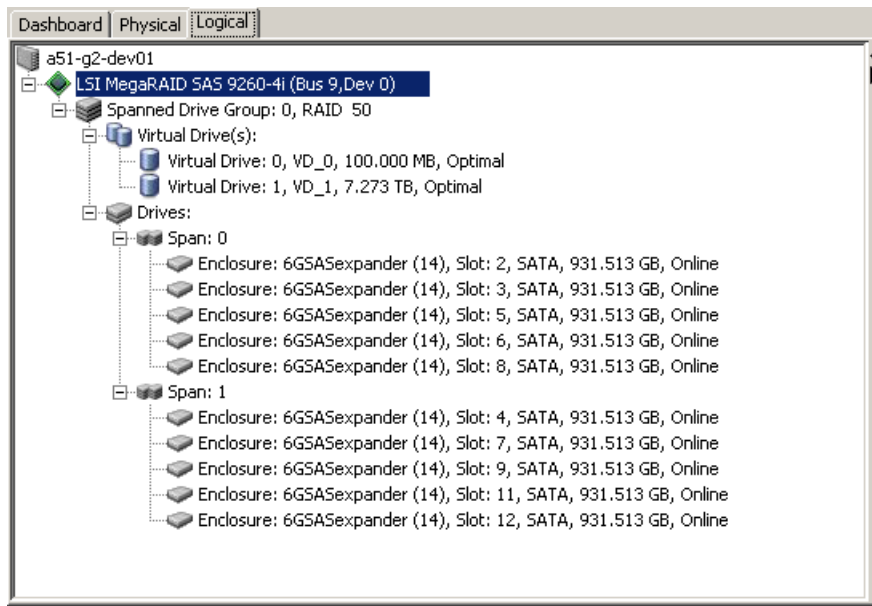 Dashboard Physical Logical
a51-g2-dev01
LSI MegaRAID SAS 9260-4i (Bus 9,Dev 0)
Spanned Drive Group: 0, RAID  50
Virtual Drive(s):
Virtual Drive: 0, VD_0, 100.000 MB, Optimal
Virtual Drive: 1, VD_1, 7.273 TB, Optimal
Drives:
Span: 0
Enclosure: 6GSASexpander (14), Slot: 2, SATA, 931.513 GB, Online
Enclosure: 6GSASexpander (14), Slot: 3, SATA, 931.513 GB, Online
Enclosure: 6GSASexpander (14), Slot: 5, SATA, 931.513 GB, Online
Enclosure: 6GSASexpander (14), Slot: 6, SATA, 931.513 GB, Online
Enclosure: 6GSASexpander (14), Slot: 8, SATA, 931.513 GB, Online
Span: 1
Enclosure: 6GSASexpander (14), Slot: 4, SATA, 931.513 GB, Online
Enclosure: 6GSASexpander (14), Slot: 7, SATA, 931.513 GB, Online
Enclosure: 6GSASexpander (14), Slot: 9, SATA, 931.513 GB, Online
Enclosure: 6GSASexpander (14), Slot: 11, SATA, 931.513 GB, Online
Enclosure: 6GSASexpander (14), Slot: 12, SATA, 931.513 GB, Online